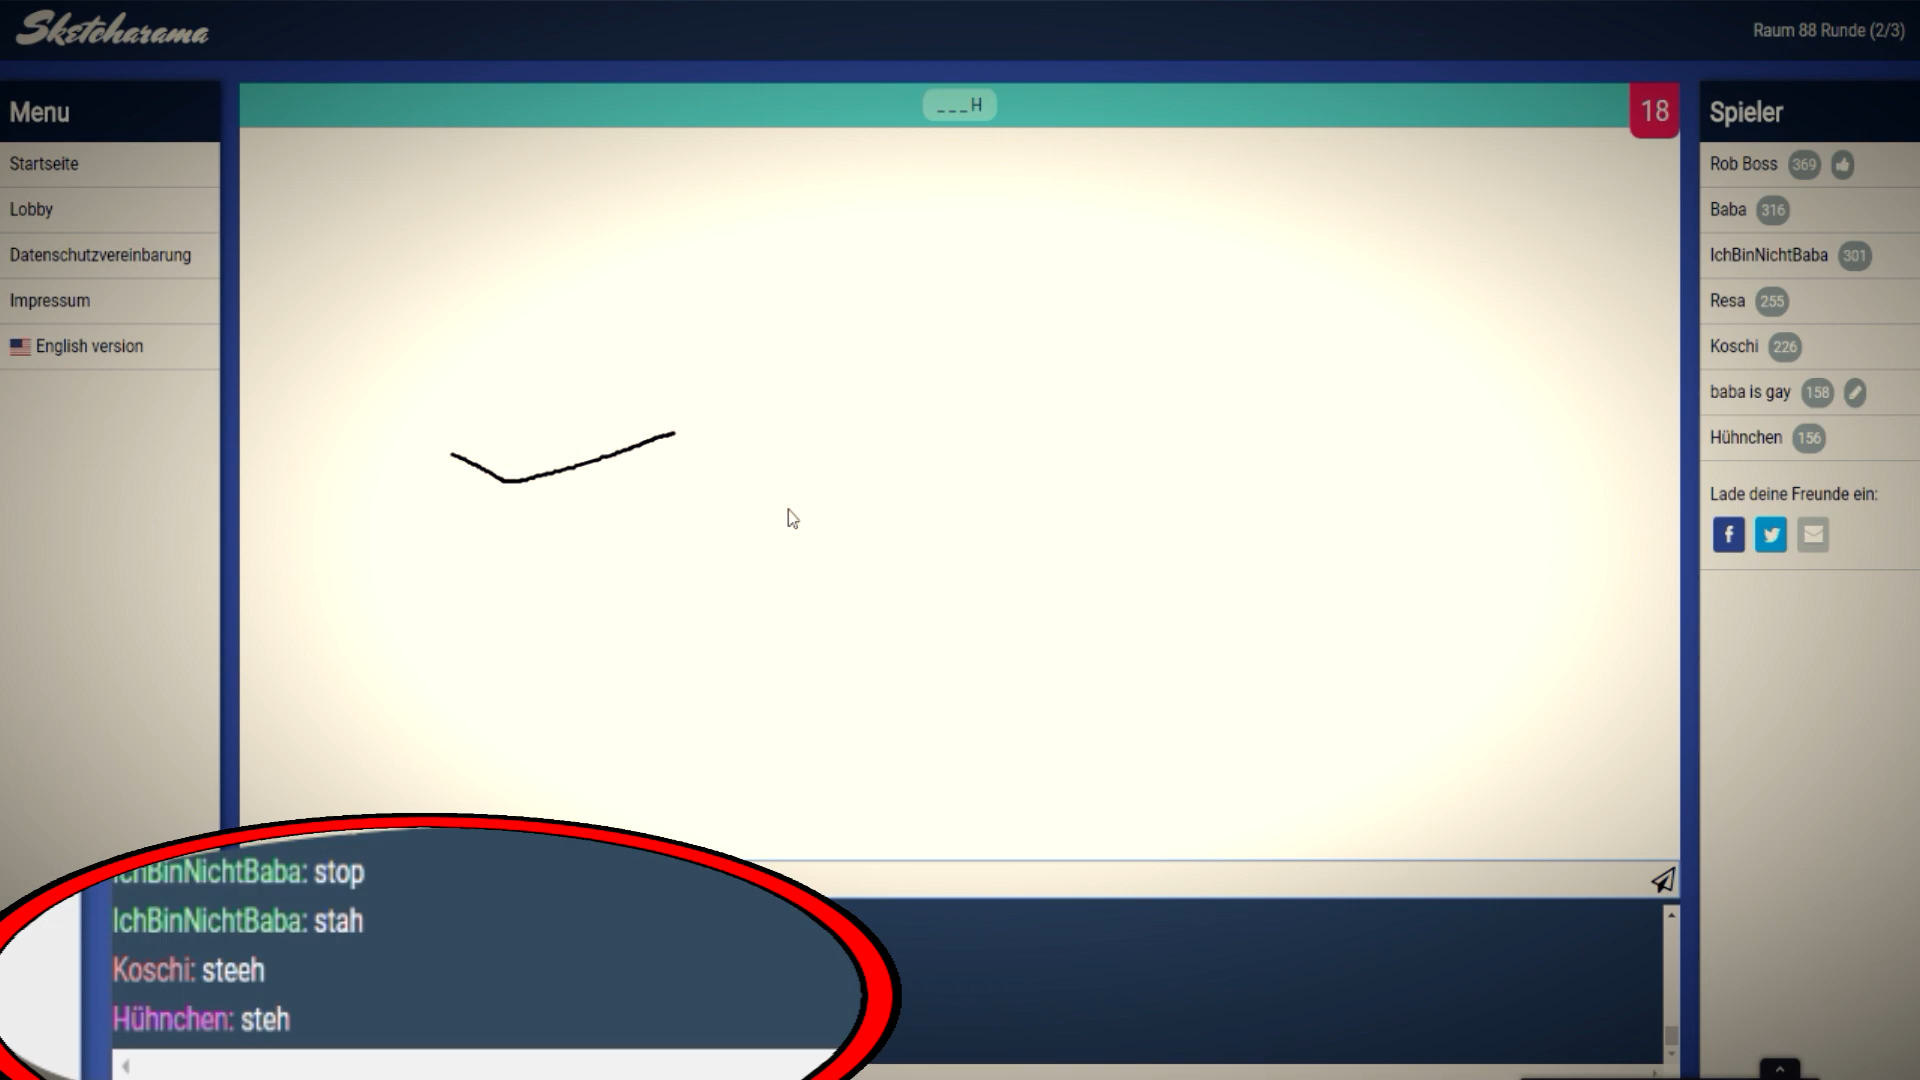 Sketcharama
Raum 88 Runde (2/3)
Menu
Startseite
Lobby
Datenschutzvereinbarung
Impressum
English version
_ _ _ H
18
Spieler
Rob Boss 369
Baba 316
IchBinNichtBaba 301
Resa 255
Koschi 226
baba is gay 158
Hühnchen 156
Lade deine Freunde ein:
IchBinNichtBaba: stop
IchBinNichtBaba: stah
Koschi: steeh
Hühnchen: steh